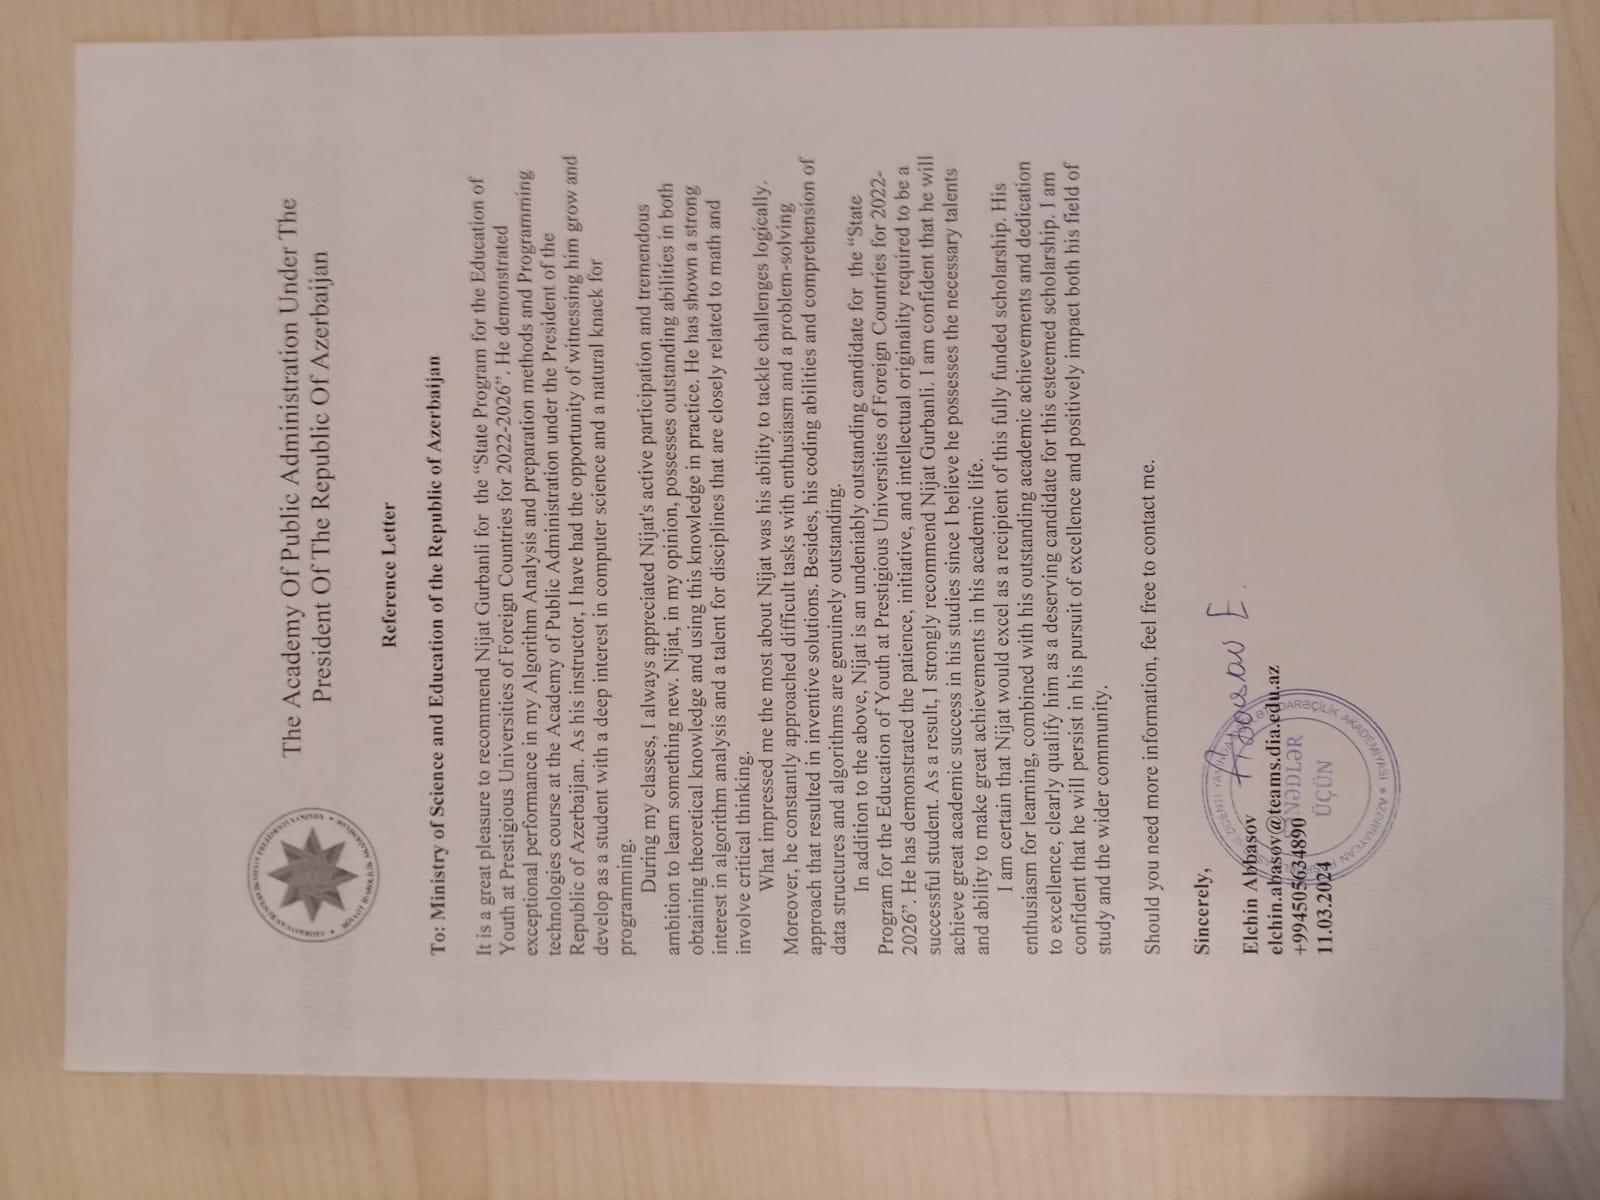 The Academy Of Public Administration Under The
President Of The Republic Of Azerbaijan
Reference Letter
To: Ministry of Science and Education of the Republic of Azerbaijan
It is a great pleasure to recommend Nijat Gurbanli for the “State Program for the Education of
Youth at Prestigious Universities of Foreign Countries for 2022-2026”. He demonstrated
exceptional performance in my Algorithm Analysis and preparation methods and Programming
technologies course at the Academy of Public Administration under the President of the
Republic of Azerbaijan. As his instructor, I have had the opportunity of witnessing him grow and
develop as a student with a deep interest in computer science and a natural knack for
programming.
During my classes, I always appreciated Nijat's active participation and tremendous
ambition to learn something new. Nijat, in my opinion, possesses outstanding abilities in both
obtaining theoretical knowledge and using this knowledge in practice. He has shown a strong
interest in algorithm analysis and a talent for disciplines that are closely related to math and
involve critical thinking.
What impressed me the most about Nijat was his ability to tackle challenges logically.
Moreover, he constantly approached difficult tasks with enthusiasm and a problem-solving
approach that resulted in inventive solutions. Besides, his coding abilities and comprehension of
data structures and algorithms are genuinely outstanding.
In addition to the above, Nijat is an undeniably outstanding candidate for the “State
Program for the Education of Youth at Prestigious Universities of Foreign Countries for 2022-
2026”. He has demonstrated the patience, initiative, and intellectual originality required to be a
successful student. As a result, I strongly recommend Nijat Gurbanli. I am confident that he will
achieve great academic success in his studies since I believe he possesses the necessary talents
and ability to make great achievements in his academic life.
I am certain that Nijat would excel as a recipient of this fully funded scholarship. His
enthusiasm for learning, combined with his outstanding academic achievements and dedication
to excellence, clearly qualify him as a deserving candidate for this esteemed scholarship. I am
confident that he will persist in his pursuit of excellence and positively impact both his field of
study and the wider community.
Should you need more information, feel free to contact me.
Sincerely,
Elchin Abbasov Abbasov E.
elchin.abasov@teams.dia.edu.az
+994505634890
11.03.2024
ÜÇÜN